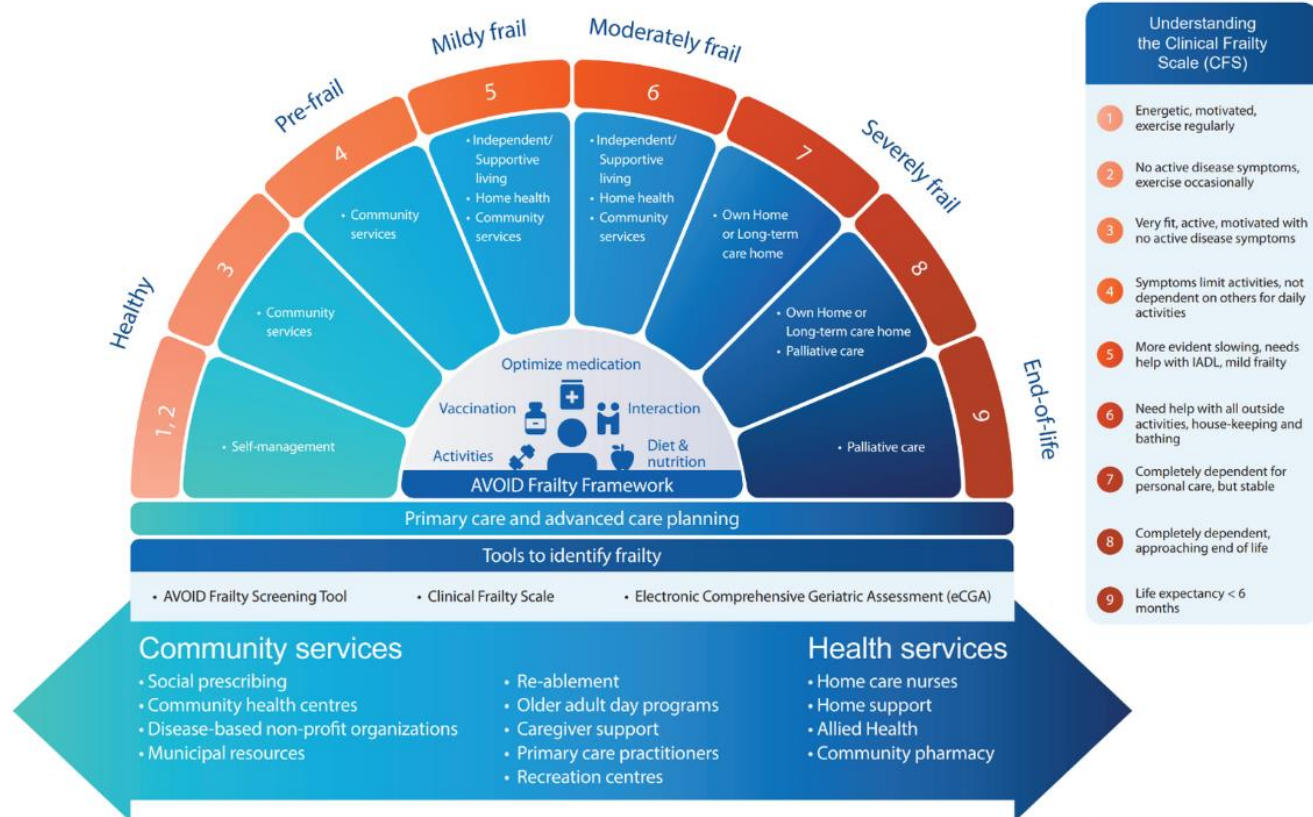 Healthy
Pre-frail
Mildy frail
Moderately frail
Severely frail
End-of-life
1, 2
3
4
5
6
7
8
9
• Self-management
• Community
services
• Community
services
• Independent/
Supportive
living
• Home health
• Community
services
• Independent/
Supportive
living
• Home health
• Community
services
• Own Home
or Long-term
care home
• Own Home or
Long-term care home
• Palliative care
• Palliative care
Optimize medication
Vaccination
Interaction
Activities
Diet &
nutrition
AVOID Frailty Framework
Primary care and advanced care planning
Tools to identify frailty
• AVOID Frailty Screening Tool
• Clinical Frailty Scale
• Electronic Comprehensive Geriatric Assessment (eCGA)
Community services
• Social prescribing
• Community health centres
• Disease-based non-profit organizations
• Municipal resources
• Re-ablement
• Older adult day programs
• Caregiver support
• Primary care practitioners
• Recreation centres
Health services
• Home care nurses
• Home support
• Allied Health
• Community pharmacy
Understanding
the Clinical Frailty
Scale (CFS)
1 Energetic, motivated,
exercise regularly
2 No active disease symptoms,
exercise occasionally
3 Very fit, active, motivated with
no active disease symptoms
4 Symptoms limit activities, not
dependent on others for daily
activities
5 More evident slowing, needs
help with IADL, mild frailty
6 Need help with all outside
activities, house-keeping and
bathing
7 Completely dependent for
personal care, but stable
8 Completely dependent,
approaching end of life
9 Life expectancy < 6
months